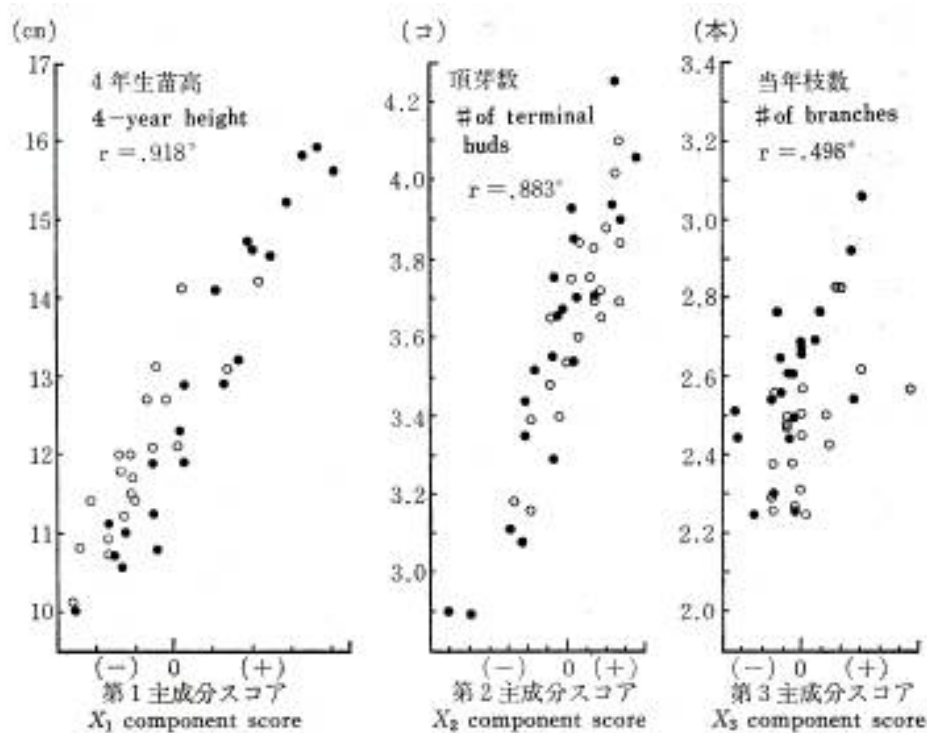 (cm)
17
16
15
14
13
12
11
10
4年生苗高
4-year height
r=.918*
(-) 0 (+)
第1主成分スコア
X₁ component score
(コ)
4.2
4.0
3.8
3.6
3.4
3.2
3.0
頂芽数
#of terminal
buds
r=.883*
(-) 0 (+)
第2主成分スコア
X₂ component score
(本)
3.4
3.2
3.0
2.8
2.6
2.4
2.2
2.0
当年枝数
#of branches
r=.498*
(-) 0 (+)
第3主成分スコア
X₃ component score